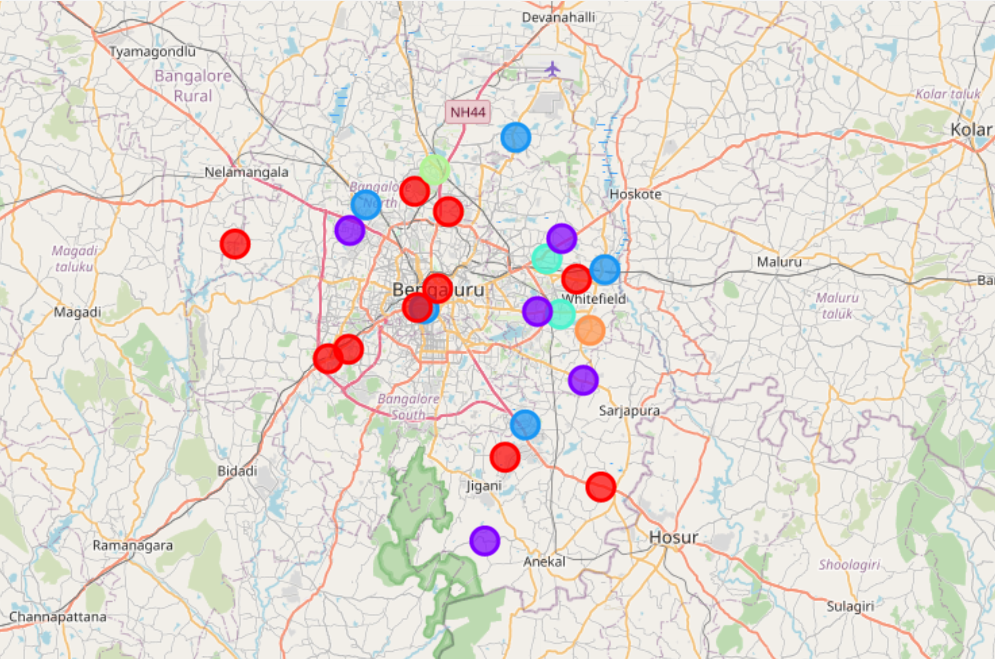 Devanahalli
Tyamagondlu
Bangalore
Rural
Kolar taluk
NH44
Kolar
Nelamangala
Bangalore
North
Hoskote
Magadi
taluku
Maluru
Bengaluru
Whitefield
Maluru
taluk
Magadi
Bangalore
South
Sarjapura
Bidadi
Jigani
Hosur
Ramanagara
Anekal
Shoolagiri
Sulagiri
Channapattana